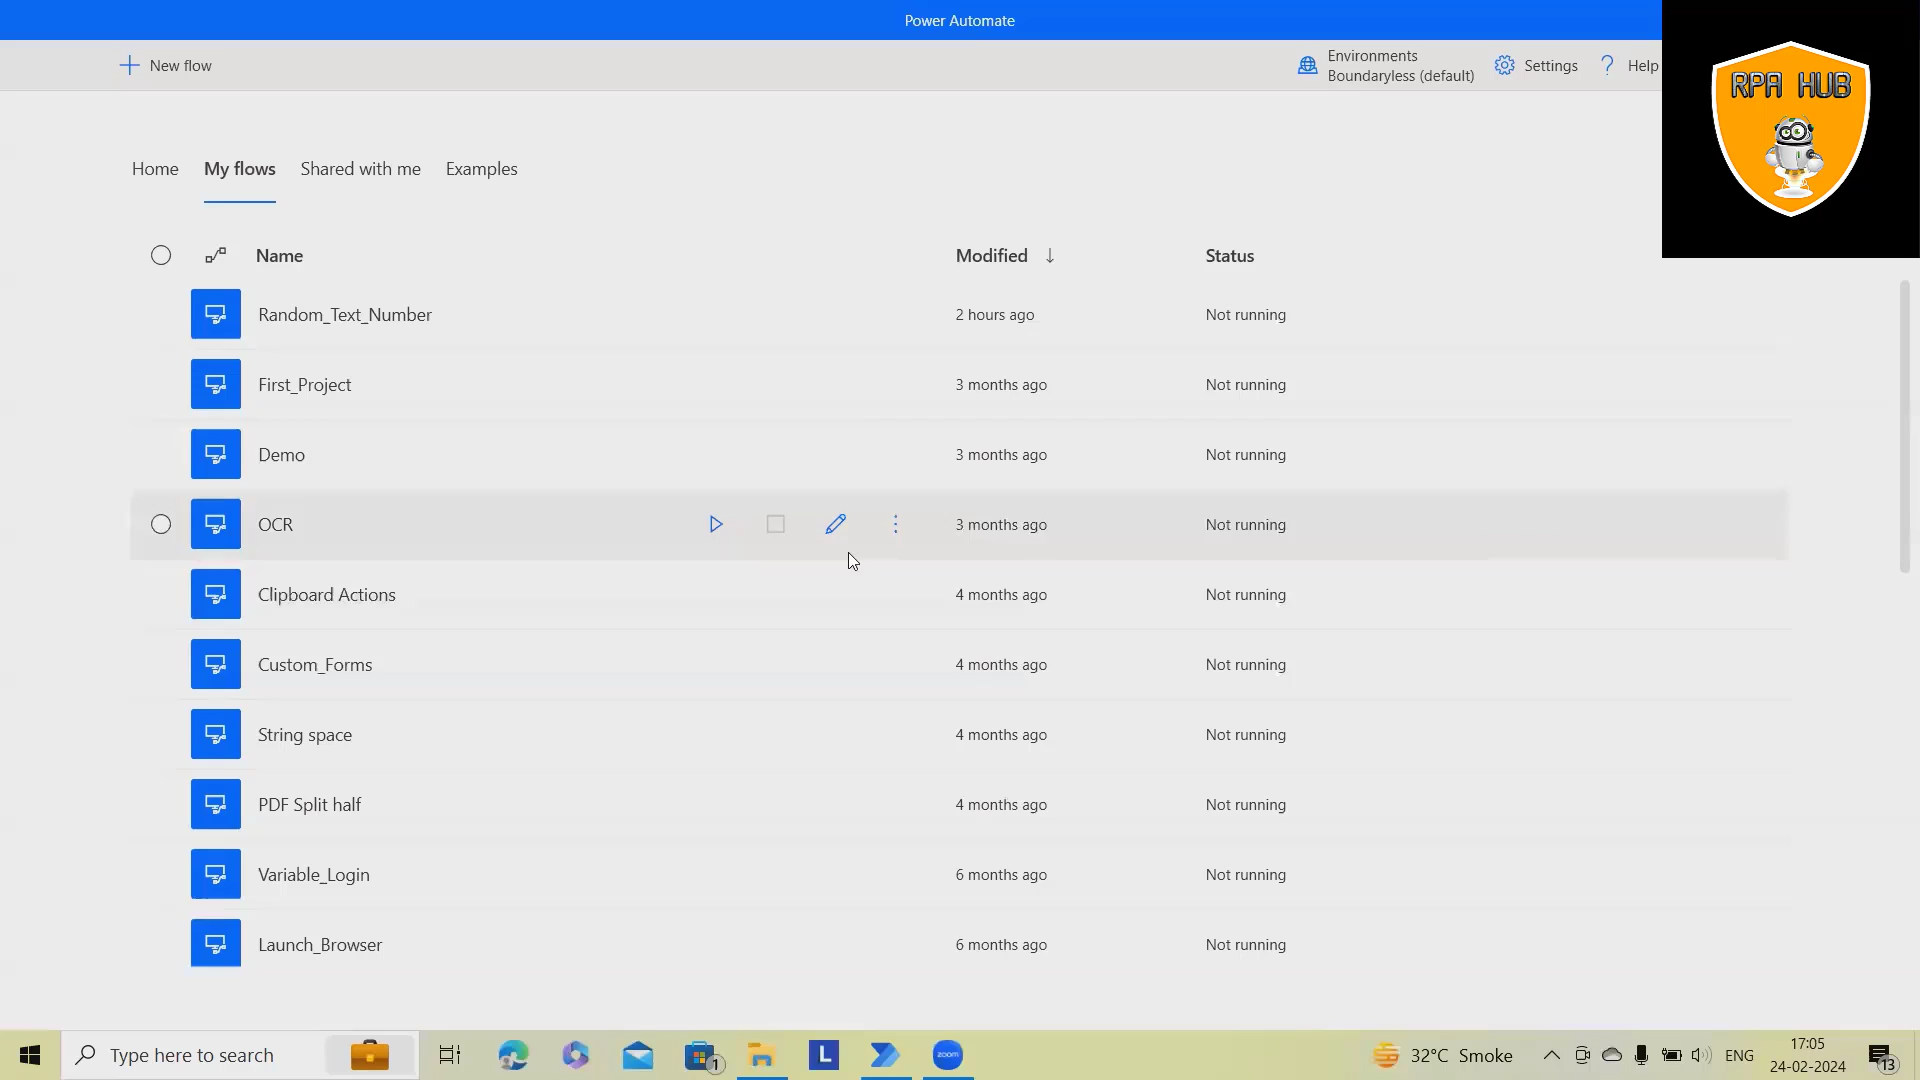 Power Automate
New flow
Environments
Boundaryless (default)
Settings
? Help
RPA HUB
Home My flows Shared with me Examples
Name Modified ↓ Status
Random_Text_Number 2 hours ago Not running
First_Project 3 months ago Not running
Demo 3 months ago Not running
OCR 3 months ago Not running
Clipboard Actions 4 months ago Not running
Custom_Forms 4 months ago Not running
String space 4 months ago Not running
PDF Split half 4 months ago Not running
Variable_Login 6 months ago Not running
Launch_Browser 6 months ago Not running
Type here to search 1 L zoom 32°C Smoke ENG
17:05
24-02-2024
13